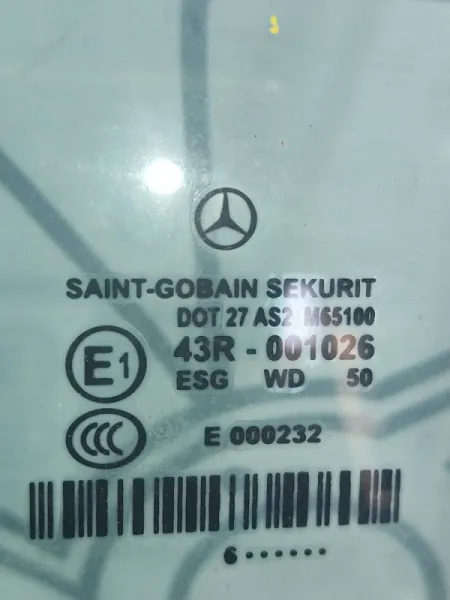 SAINT-GOBAIN SEKURIT
DOT 27 AS2 M65100
E1 43R - 001026
ESG WD 50
CCC E 000232
6 • • • • • •